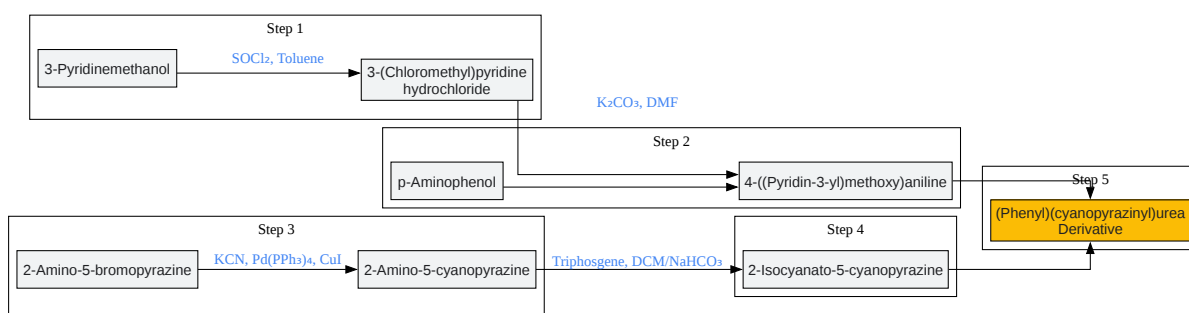 Step 1
3-Pyridinemethanol
SOCl₂, Toluene
3-(Chloromethyl)pyridine
hydrochloride
K₂CO₃, DMF
Step 2
p-Aminophenol
4-((Pyridin-3-yl)methoxy)aniline
Step 5
(Phenyl)(cyanopyrazinyl)urea
Derivative
Step 3
2-Amino-5-bromopyrazine
KCN, Pd(PPh₃)₄, CuI
2-Amino-5-cyanopyrazine
Triphosgene, DCM/NaHCO₃
Step 4
2-Isocyanato-5-cyanopyrazine